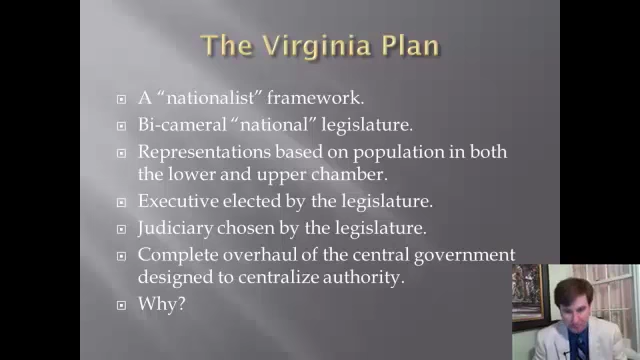 The Virginia Plan
A “nationalist” framework.
Bi-cameral “national” legislature.
Representations based on population in both
the lower and upper chamber.
Executive elected by the legislature.
Judiciary chosen by the legislature.
Complete overhaul of the central government
designed to centralize authority.
Why?